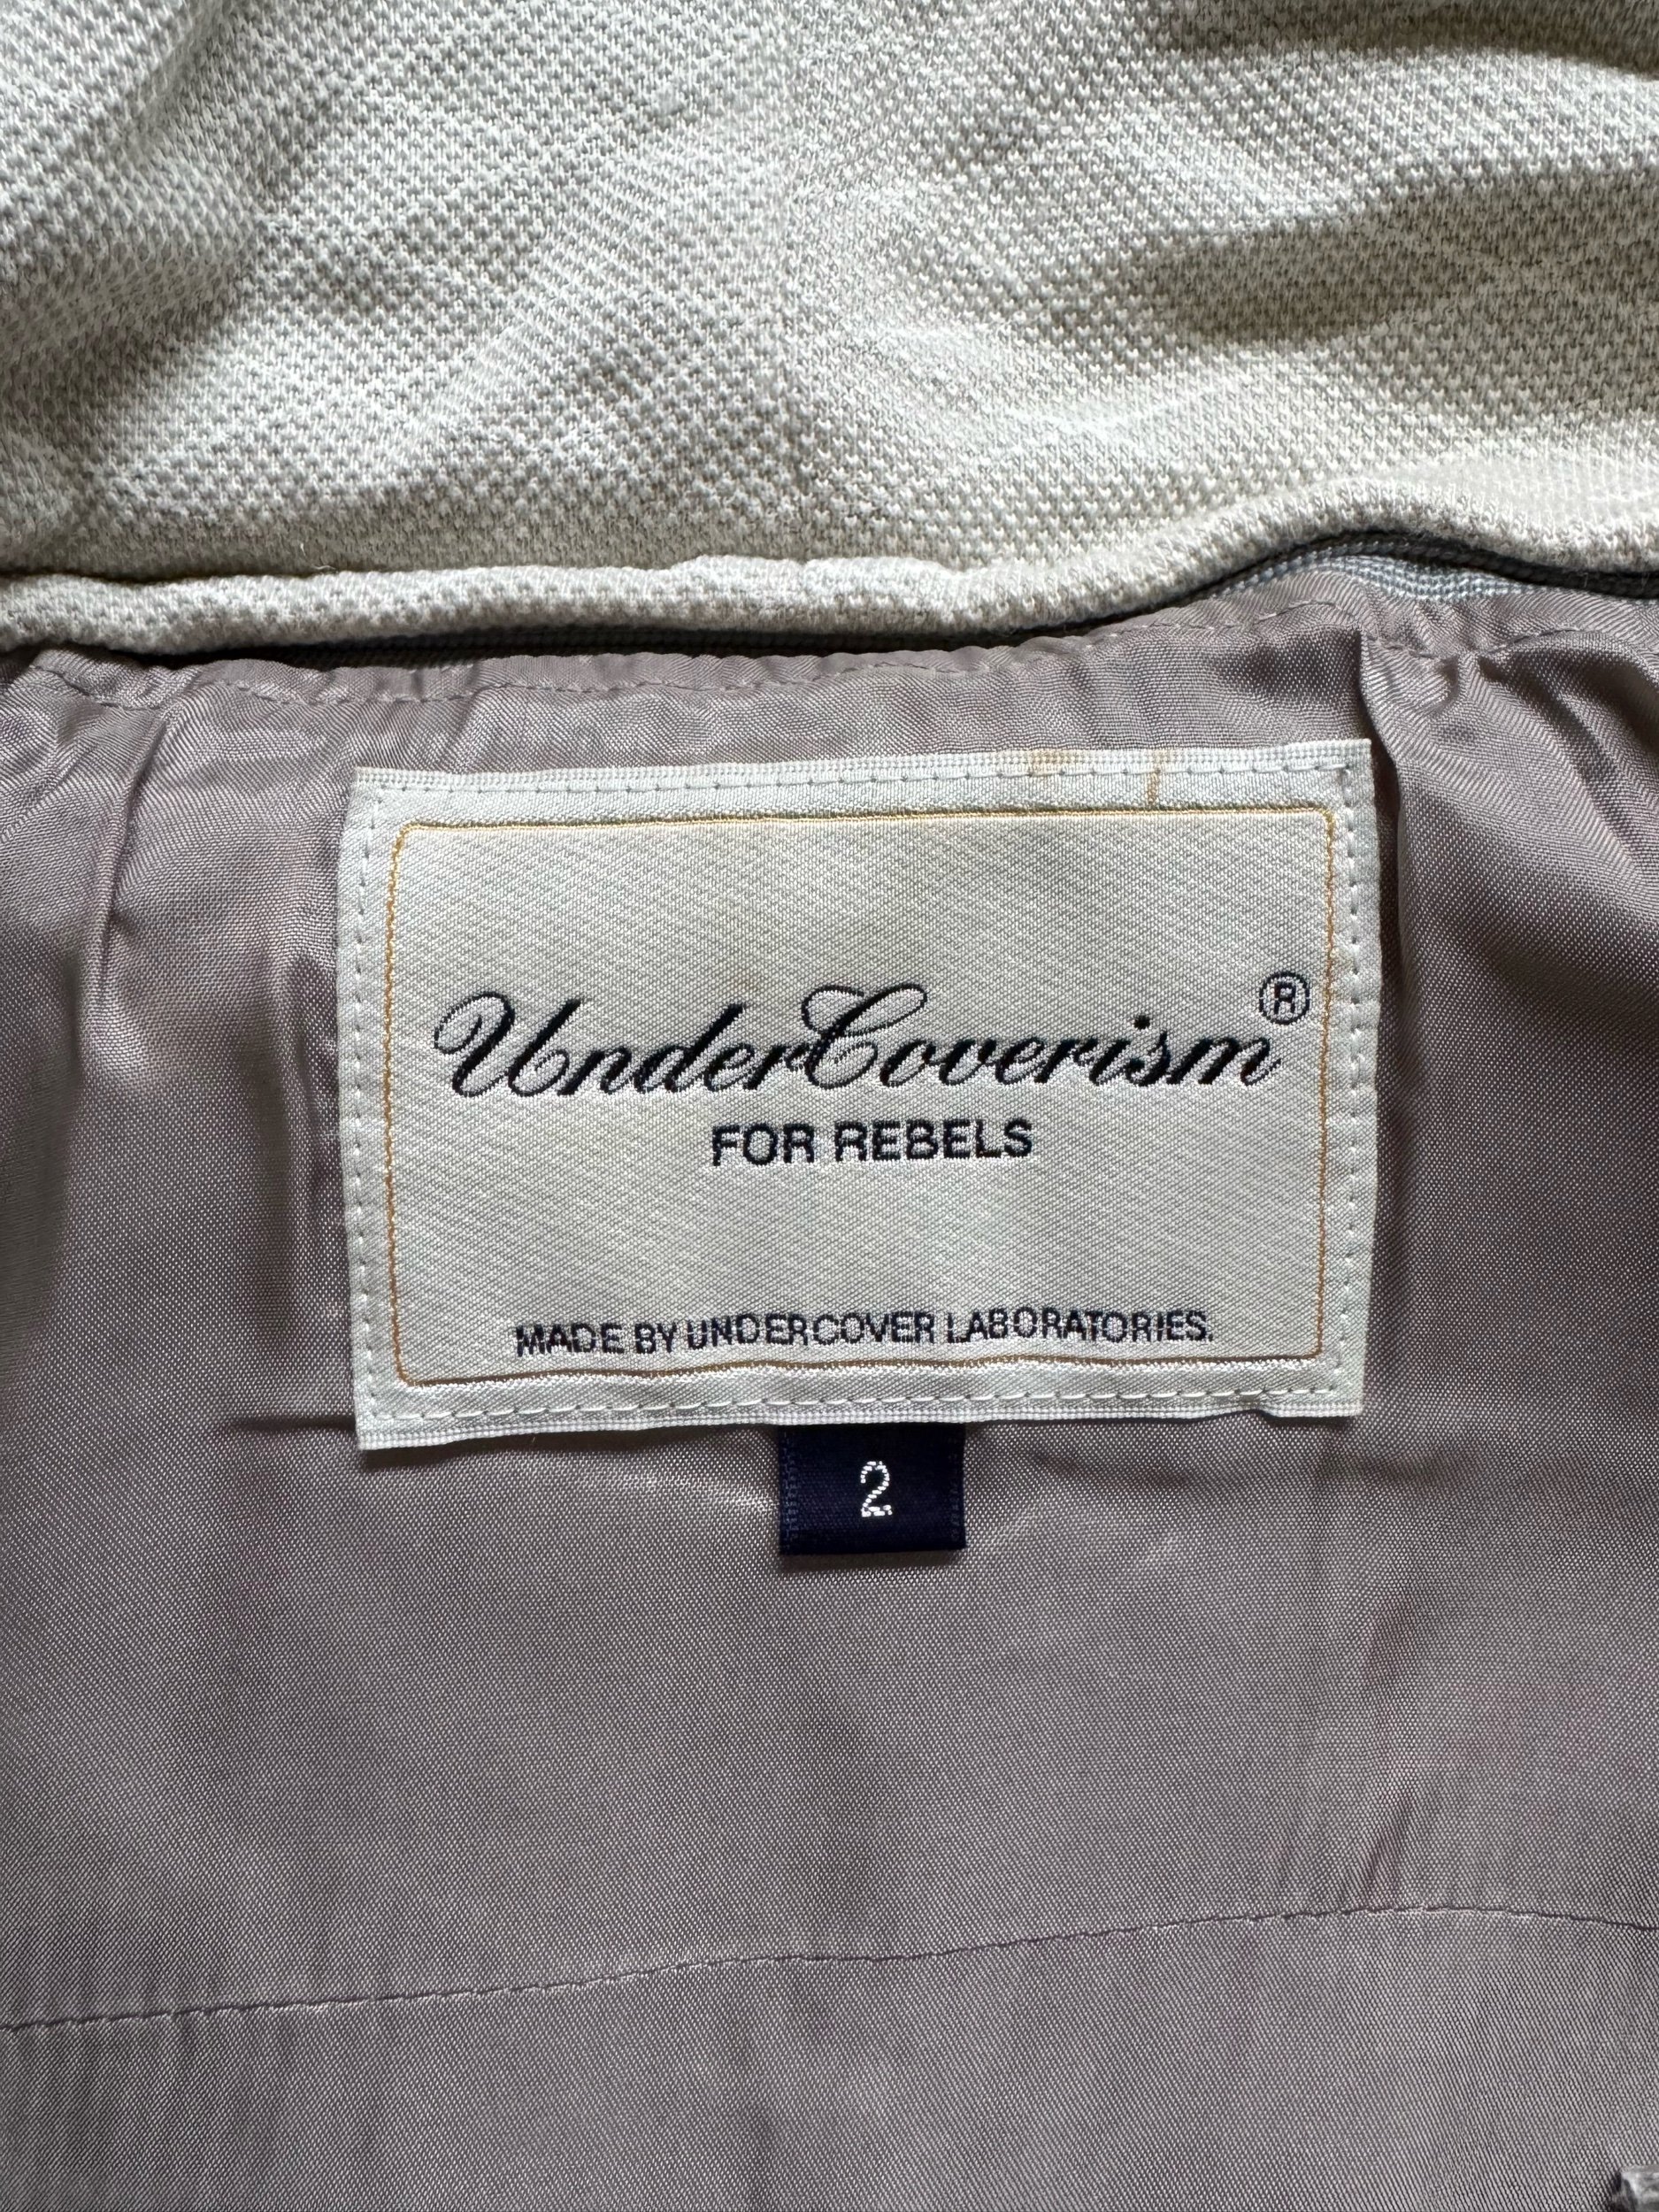 UnderCoverism®
FOR REBELS
MADE BY UNDERCOVER LABORATORIES.
2